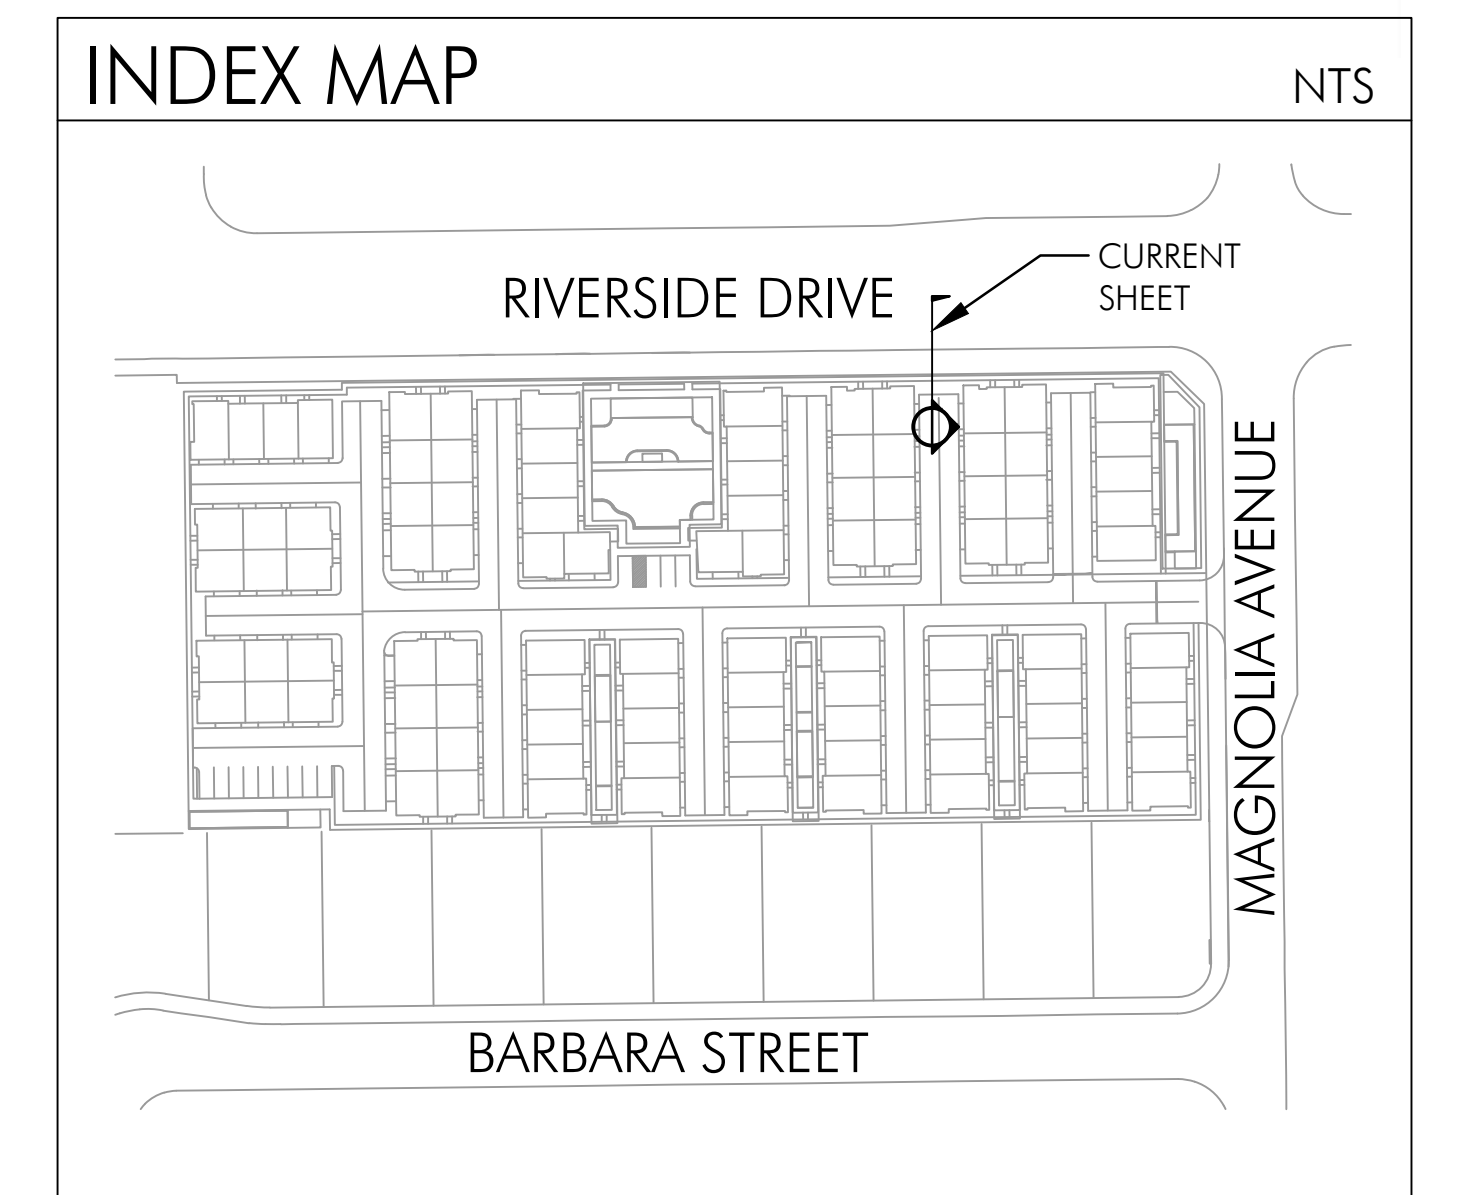 INDEX MAP
NTS
CURRENT
SHEET
RIVERSIDE DRIVE
MAGNOLIA AVENUE
BARBARA STREET